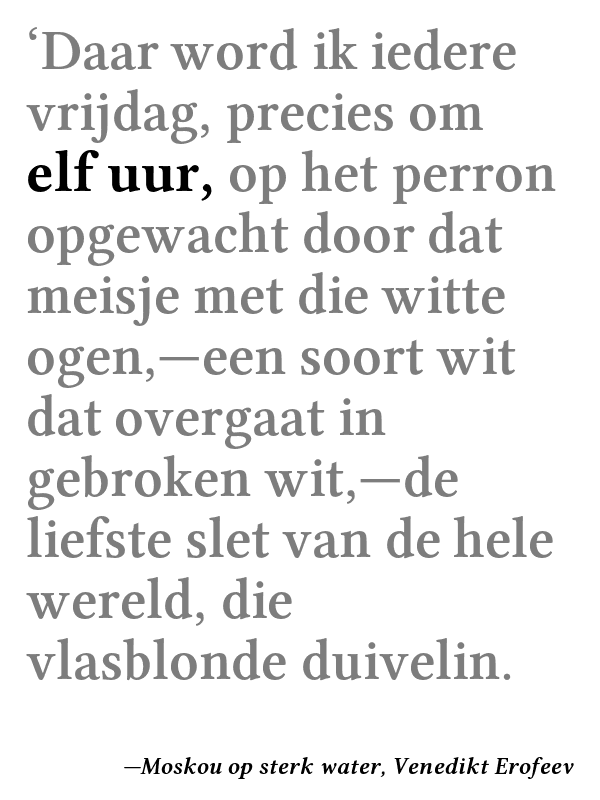 ‘Daar word ik iedere
vrijdag, precies om
elf uur, op het perron
opgewacht door dat
meisje met die witte
ogen,—een soort wit
dat overgaat in
gebroken wit,—de
liefste slet van de hele
wereld, die
vlasblonde duivelin.
—Moskou op sterk water, Venedikt Erofeev